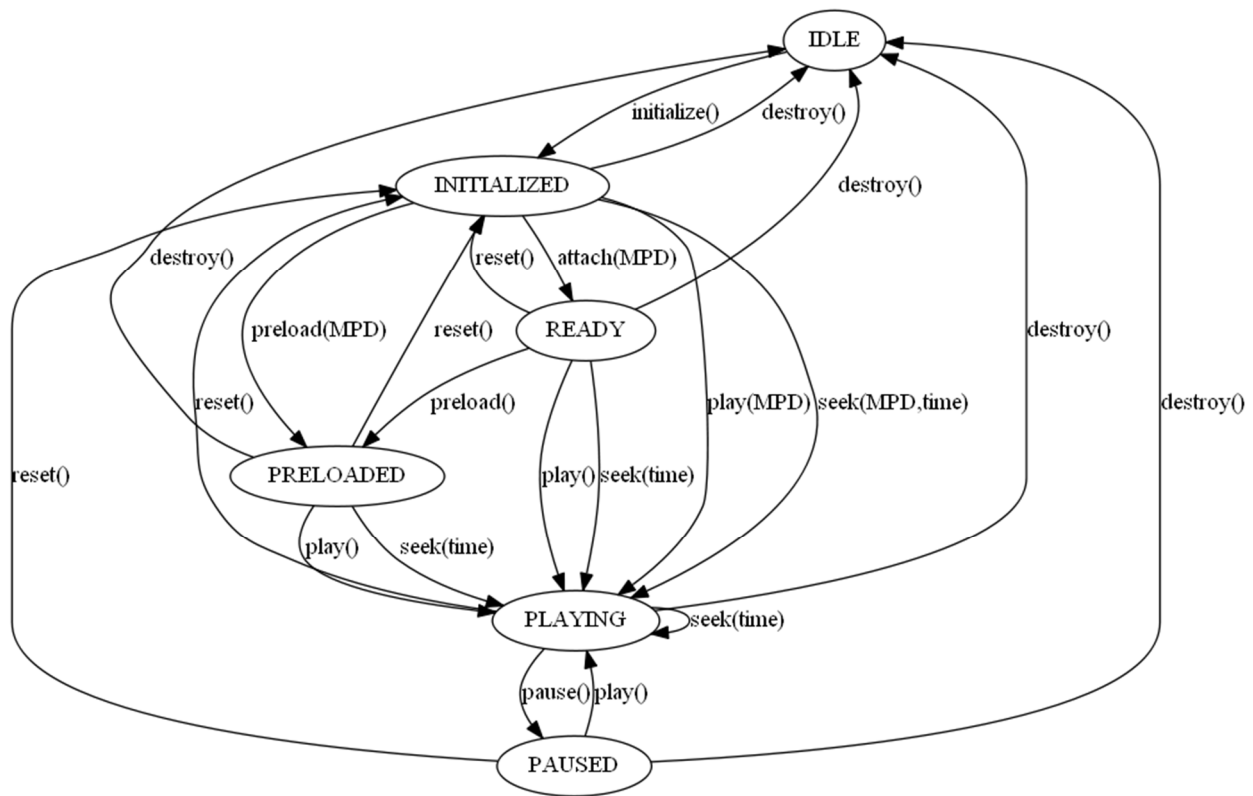 IDLE
initialize()
destroy()
INITIALIZED
destroy()
destroy()
reset()
attach(MPD)
preload(MPD)
reset()
READY
destroy()
reset()
preload()
play(MPD)
seek(MPD,time)
destroy()
reset()
PRELOADED
play()
seek(time)
play()
seek(time)
PLAYING
seek(time)
pause()
play()
PAUSED